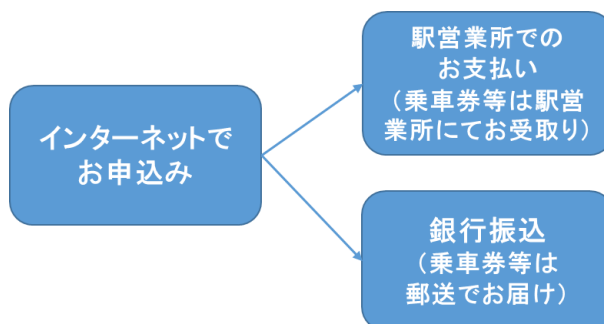 インターネットで
お申込み
駅営業所での
お支払い
（乗車券等は駅営
業所にてお受取り）
銀行振込
（乗車券等は
郵送でお届け）